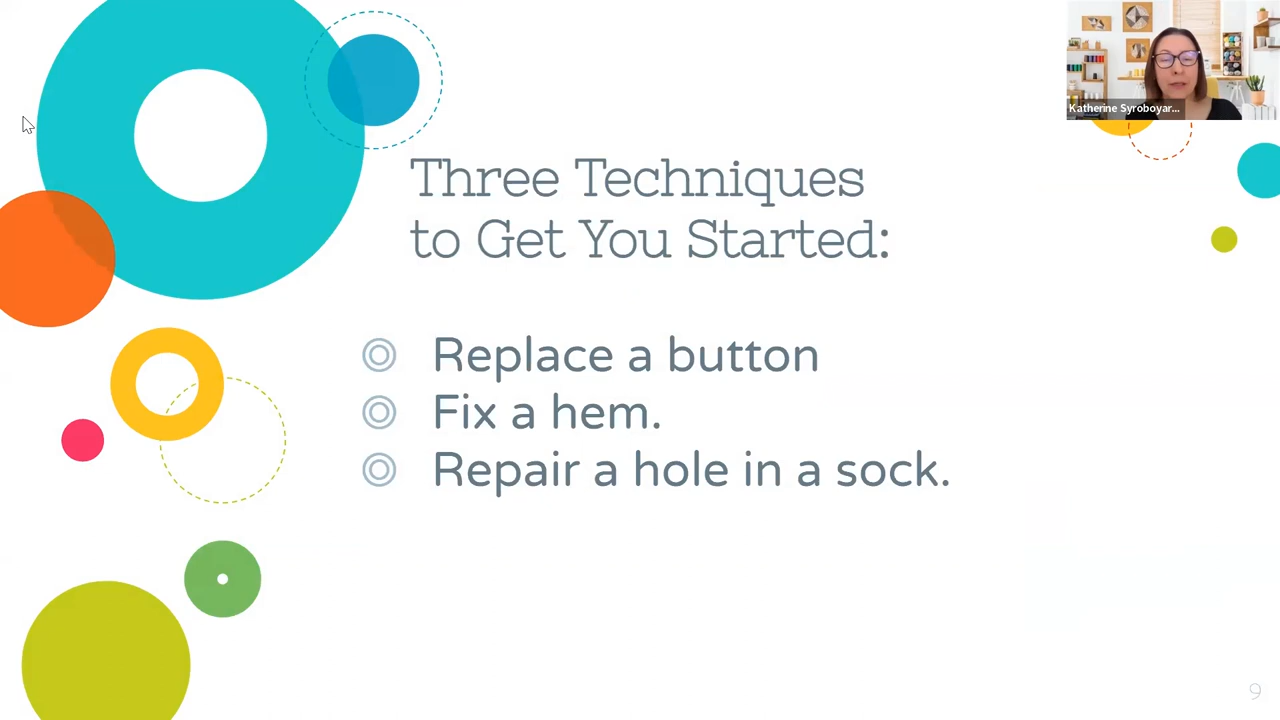 Katherine Syroboyar...
Three Techniques
to Get You Started:
Replace a button
Fix a hem.
Repair a hole in a sock.
9